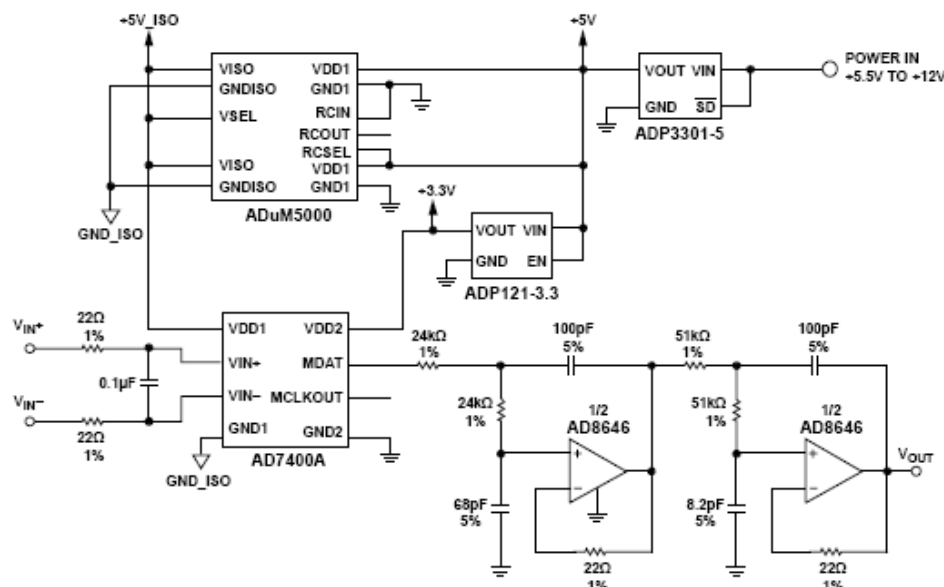 +5V_ISO
+5V
VISO
GNDISO
VSEL
VISO
GNDISO
VDD1
GND1
RCIN
RCOUT
RCSEL
VDD1
GND1
ADuM5000
GND_ISO
VOUT VIN
GND SD
ADP3301-5
POWER IN
+5.5V TO +12V
+3.3V
VOUT VIN
GND EN
ADP121-3.3
VIN+
22Ω
1%
0.1µF
VIN–
22Ω
1%
VDD1
VIN+
VIN–
GND1
VDD2
MDAT
MCLKOUT
GND2
AD7400A
GND_ISO
24kΩ
1%
100pF
5%
24kΩ
1%
1/2
AD8646
+
–
68pF
5%
22Ω
1%
51kΩ
1%
100pF
5%
51kΩ
1%
1/2
AD8646
+
–
8.2pF
5%
22Ω
1%
VOUT